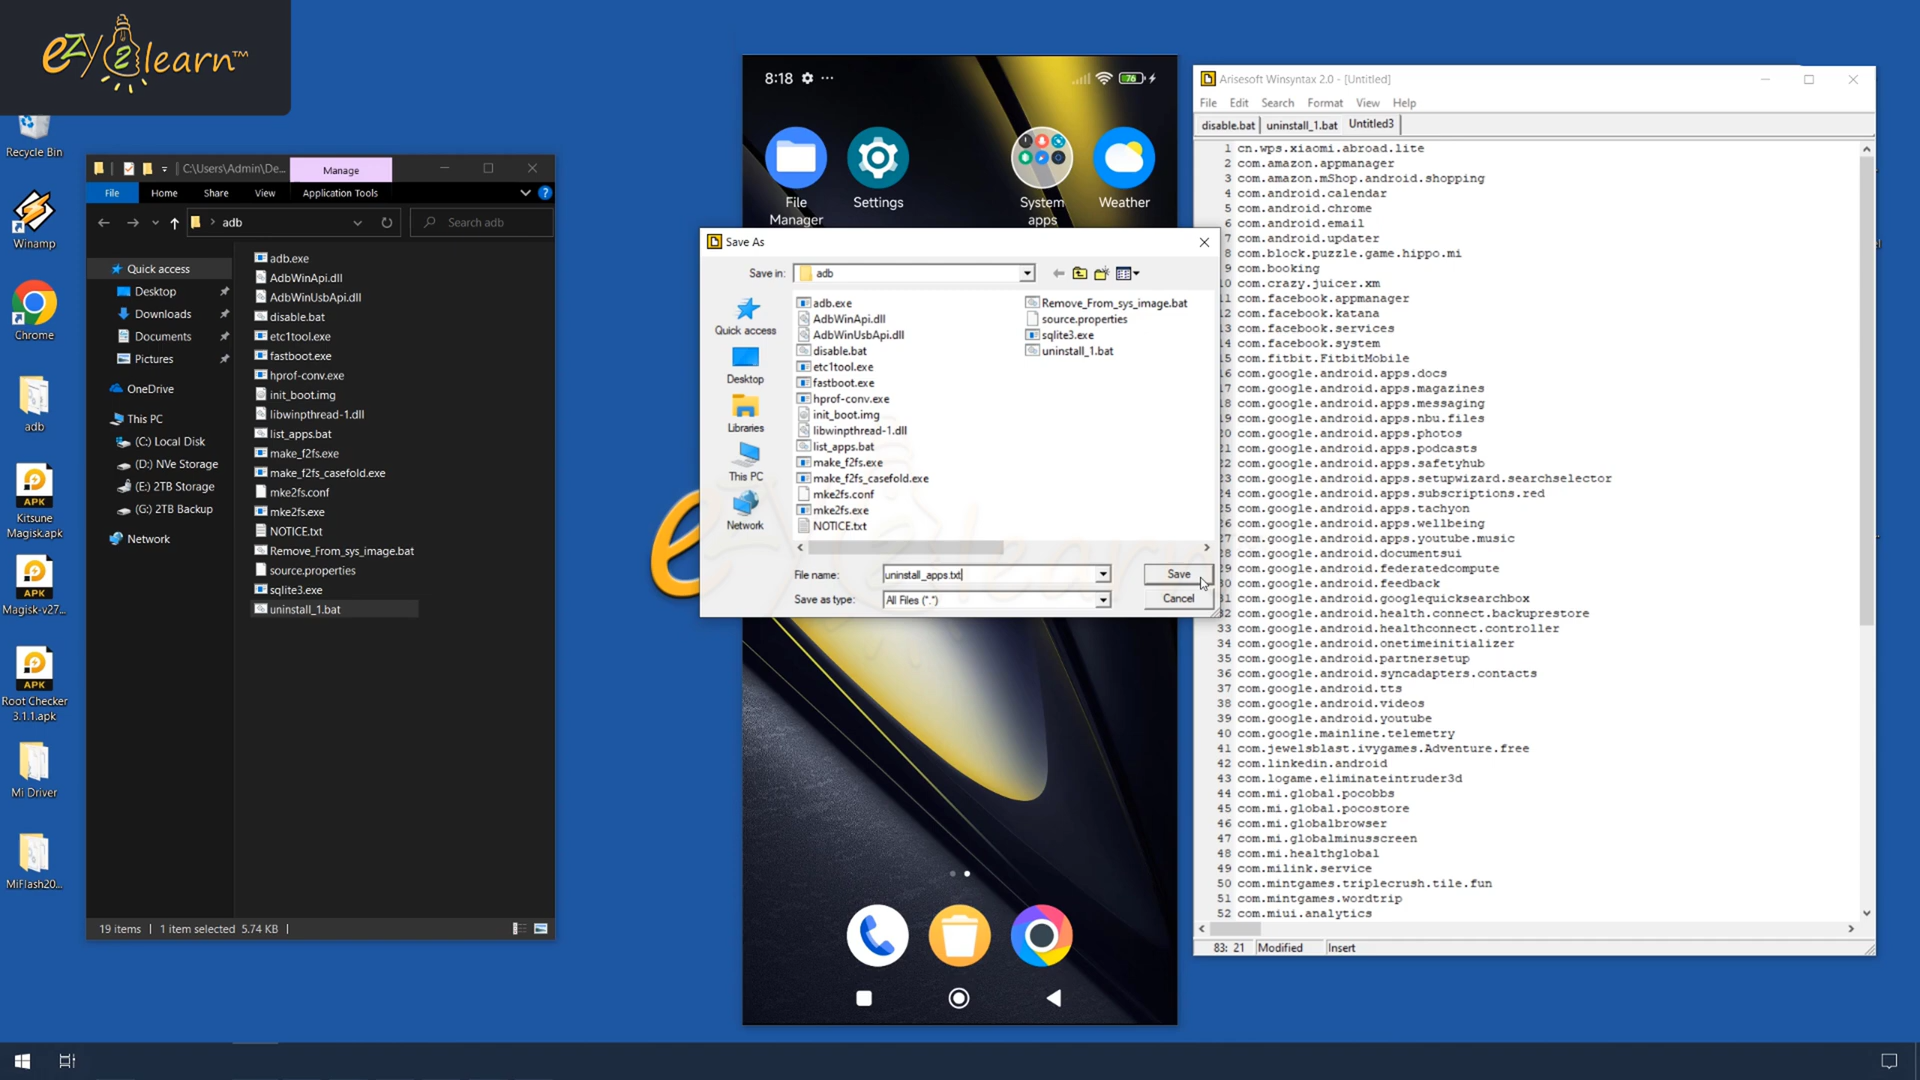 ezy 2 learn™
Recycle Bin
Winamp
Chrome
adb
APK
Kitsune
Magisk.apk
APK
Magisk-v27...
APK
Root Checker
3.1.1.apk
Mi Driver
MiFlash20...
C:\Users\Admin\De...
Manage
File
Home
Share
View
Application Tools
adb
Search adb
Quick access
Desktop
Downloads
Documents
Pictures
OneDrive
This PC
(C:) Local Disk
(D:) NVe Storage
(E:) 2TB Storage
(G:) 2TB Backup
Network
adb.exe
AdbWinApi.dll
AdbWinUsbApi.dll
disable.bat
etc1tool.exe
fastboot.exe
hprof-conv.exe
init_boot.img
libwinpthread-1.dll
list_apps.bat
make_f2fs.exe
make_f2fs_casefold.exe
mke2fs.conf
mke2fs.exe
NOTICE.txt
Remove_From_sys_image.bat
source.properties
sqlite3.exe
uninstall_1.bat
19 items
1 item selected 5.74 KB
8:18
76
File
Manager
Settings
System
apps
Weather
Save As
Save in:
adb
Quick access
Desktop
Libraries
This PC
Network
adb.exe
AdbWinApi.dll
AdbWinUsbApi.dll
disable.bat
etc1tool.exe
fastboot.exe
hprof-conv.exe
init_boot.img
libwinpthread-1.dll
list_apps.bat
make_f2fs.exe
make_f2fs_casefold.exe
mke2fs.conf
mke2fs.exe
NOTICE.txt
Remove_From_sys_image.bat
source.properties
sqlite3.exe
uninstall_1.bat
File name:
uninstall_apps.txt
Save
Save as type:
All Files (*.*)
Cancel
Arisesoft Winsyntax 2.0 - [Untitled]
File Edit Search Format View Help
disable.bat
uninstall_1.bat
Untitled3
1 cn.wps.xiaomi.abroad.lite
2 com.amazon.appmanager
3 com.amazon.mShop.android.shopping
4 com.android.calendar
5 com.android.chrome
6 com.android.email
7 com.android.updater
8 com.block.puzzle.game.hippo.mi
9 com.booking
10 com.crazy.juicer.xm
11 com.facebook.appmanager
12 com.facebook.katana
13 com.facebook.services
14 com.facebook.system
15 com.fitbit.FitbitMobile
16 com.google.android.apps.docs
17 com.google.android.apps.magazines
18 com.google.android.apps.messaging
19 com.google.android.apps.nbu.files
20 com.google.android.apps.photos
21 com.google.android.apps.podcasts
22 com.google.android.apps.safetyhub
23 com.google.android.apps.setupwizard.searchselector
24 com.google.android.apps.subscriptions.red
25 com.google.android.apps.tachyon
26 com.google.android.apps.wellbeing
27 com.google.android.apps.youtube.music
28 com.google.android.documentsui
29 com.google.android.federatedcompute
30 com.google.android.feedback
31 com.google.android.googlequicksearchbox
32 com.google.android.health.connect.backuprestore
33 com.google.android.healthconnect.controller
34 com.google.android.onetimeinitializer
35 com.google.android.partnersetup
36 com.google.android.syncadapters.contacts
37 com.google.android.tts
38 com.google.android.videos
39 com.google.android.youtube
40 com.google.mainline.telemetry
41 com.jewelsblast.ivygames.Adventure.free
42 com.linkedin.android
43 com.logame.eliminateintruder3d
44 com.mi.global.pocobbs
45 com.mi.global.pocostore
46 com.mi.globalbrowser
47 com.mi.globalminusscreen
48 com.mi.healthglobal
49 com.milink.service
50 com.mintgames.triplecrush.tile.fun
51 com.mintgames.wordtrip
52 com.miui.analytics
83: 21
Modified
Insert